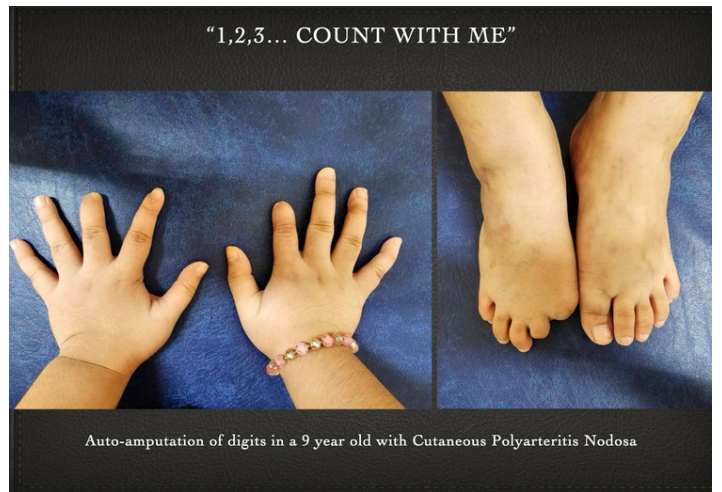 “1,2,3... COUNT WITH ME”
Auto-amputation of digits in a 9 year old with Cutaneous Polyarteritis Nodosa